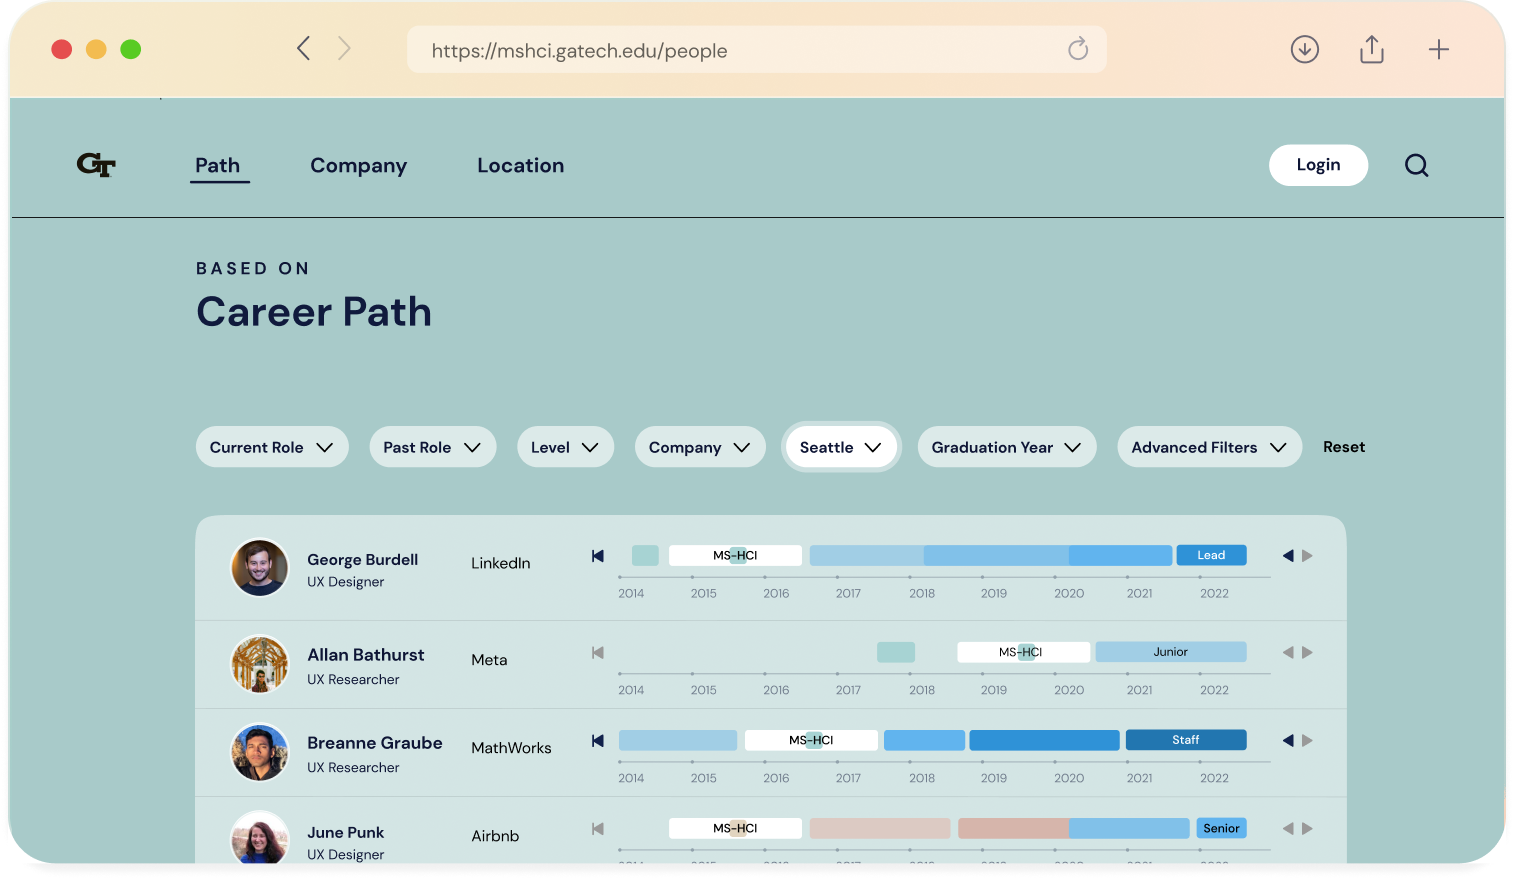 https://mshci.gatech.edu/people
GT Path Company Location Login
BASED ON
Career Path
Current Role Past Role Level Company Seattle Graduation Year Advanced Filters Reset
George Burdell
UX Designer
LinkedIn
MS-HCI Lead
2014 2015 2016 2017 2018 2019 2020 2021 2022
Allan Bathurst
UX Researcher
Meta
MS-HCI Junior
2014 2015 2016 2017 2018 2019 2020 2021 2022
Breanne Graube
UX Researcher
MathWorks
MS-HCI Staff
2014 2015 2016 2017 2018 2019 2020 2021 2022
June Punk
UX Designer
Airbnb
MS-HCI Senior